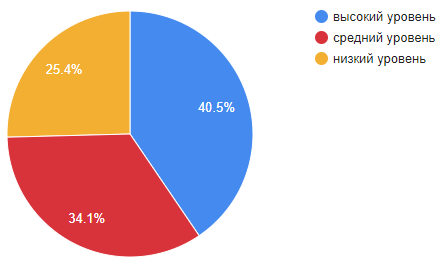 высокий уровень
средний уровень
низкий уровень
25.4%
40.5%
34.1%